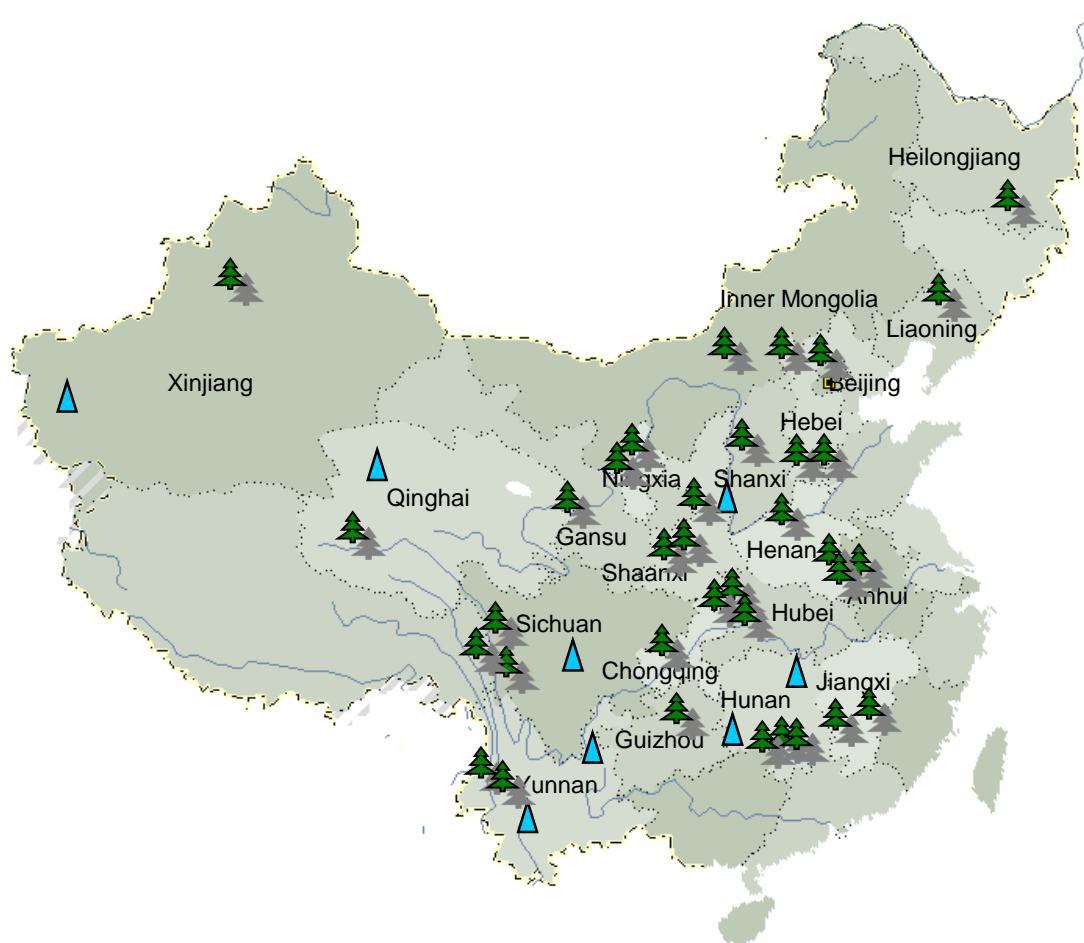 Heilongjiang
Inner Mongolia
Liaoning
Xinjiang
Beijing
Hebei
Ningxia
Shanxi
Qinghai
Gansu
Henan
Shaanxi
Anhui
Hubei
Sichuan
Chongqing
Jiangxi
Hunan
Guizhou
Yunnan